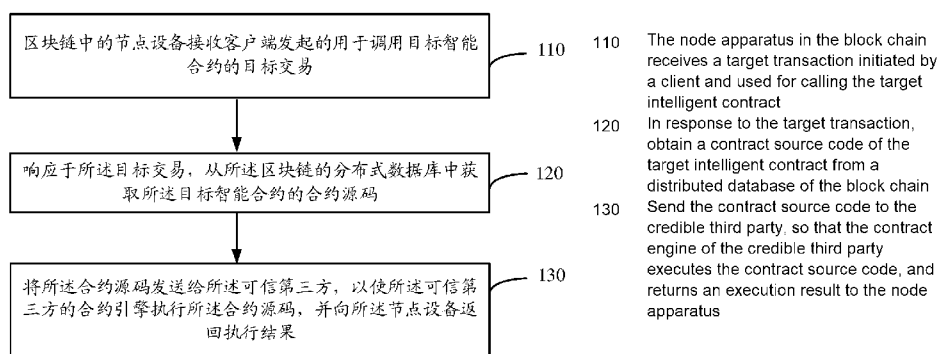 区块链中的节点设备接收客户端发起的用于调用目标智能
合约的目标交易
110
响应于所述目标交易，从所述区块链的分布式数据库中获
取所述目标智能合约的合约源码
120
将所述合约源码发送给所述可信第三方，以使所述可信第
三方的合约引擎执行所述合约源码，并向所述节点设备返
回执行结果
130
110 The node apparatus in the block chain
receives a target transaction initiated by
a client and used for calling the target
intelligent contract
120 In response to the target transaction,
obtain a contract source code of the
target intelligent contract from a
distributed database of the block chain
130 Send the contract source code to the
credible third party, so that the contract
engine of the credible third party
executes the contract source code, and
returns an execution result to the node
apparatus